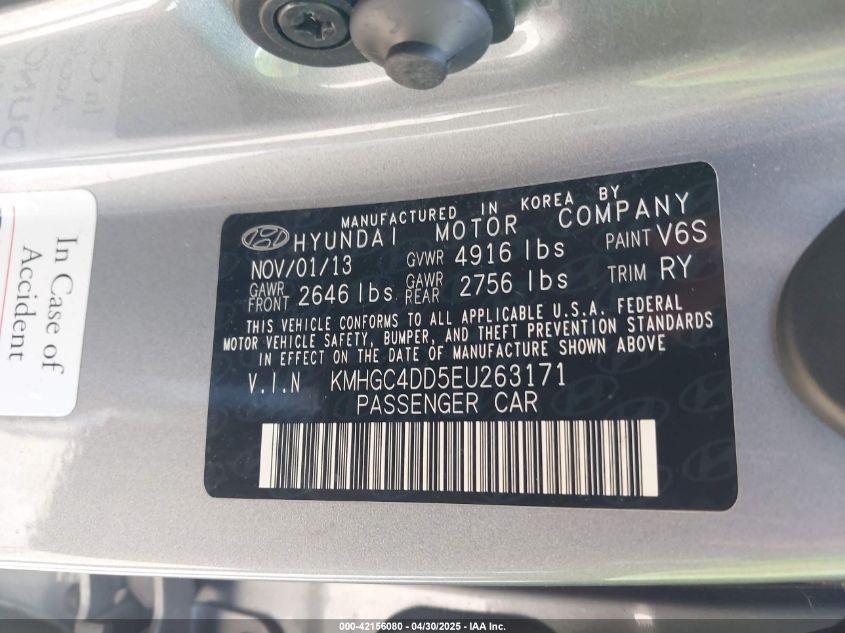 MANUFACTURED IN KOREA BY
HYUNDAI MOTOR COMPANY
NOV/01/13 GVWR 4916 lbs PAINT V6S
GAWR FRONT 2646 lbs GAWR REAR 2756 lbs TRIM RY
THIS VEHICLE CONFORMS TO ALL APPLICABLE U.S.A. FEDERAL
MOTOR VEHICLE SAFETY, BUMPER, AND THEFT PREVENTION STANDARDS
IN EFFECT ON THE DATE OF MANUFACTURE SHOWN ABOVE
V.I.N KMHGC4DD5EU263171
PASSENGER CAR
In Case of
Accident
000-42156080 - 04/30/2025 - IAA Inc.